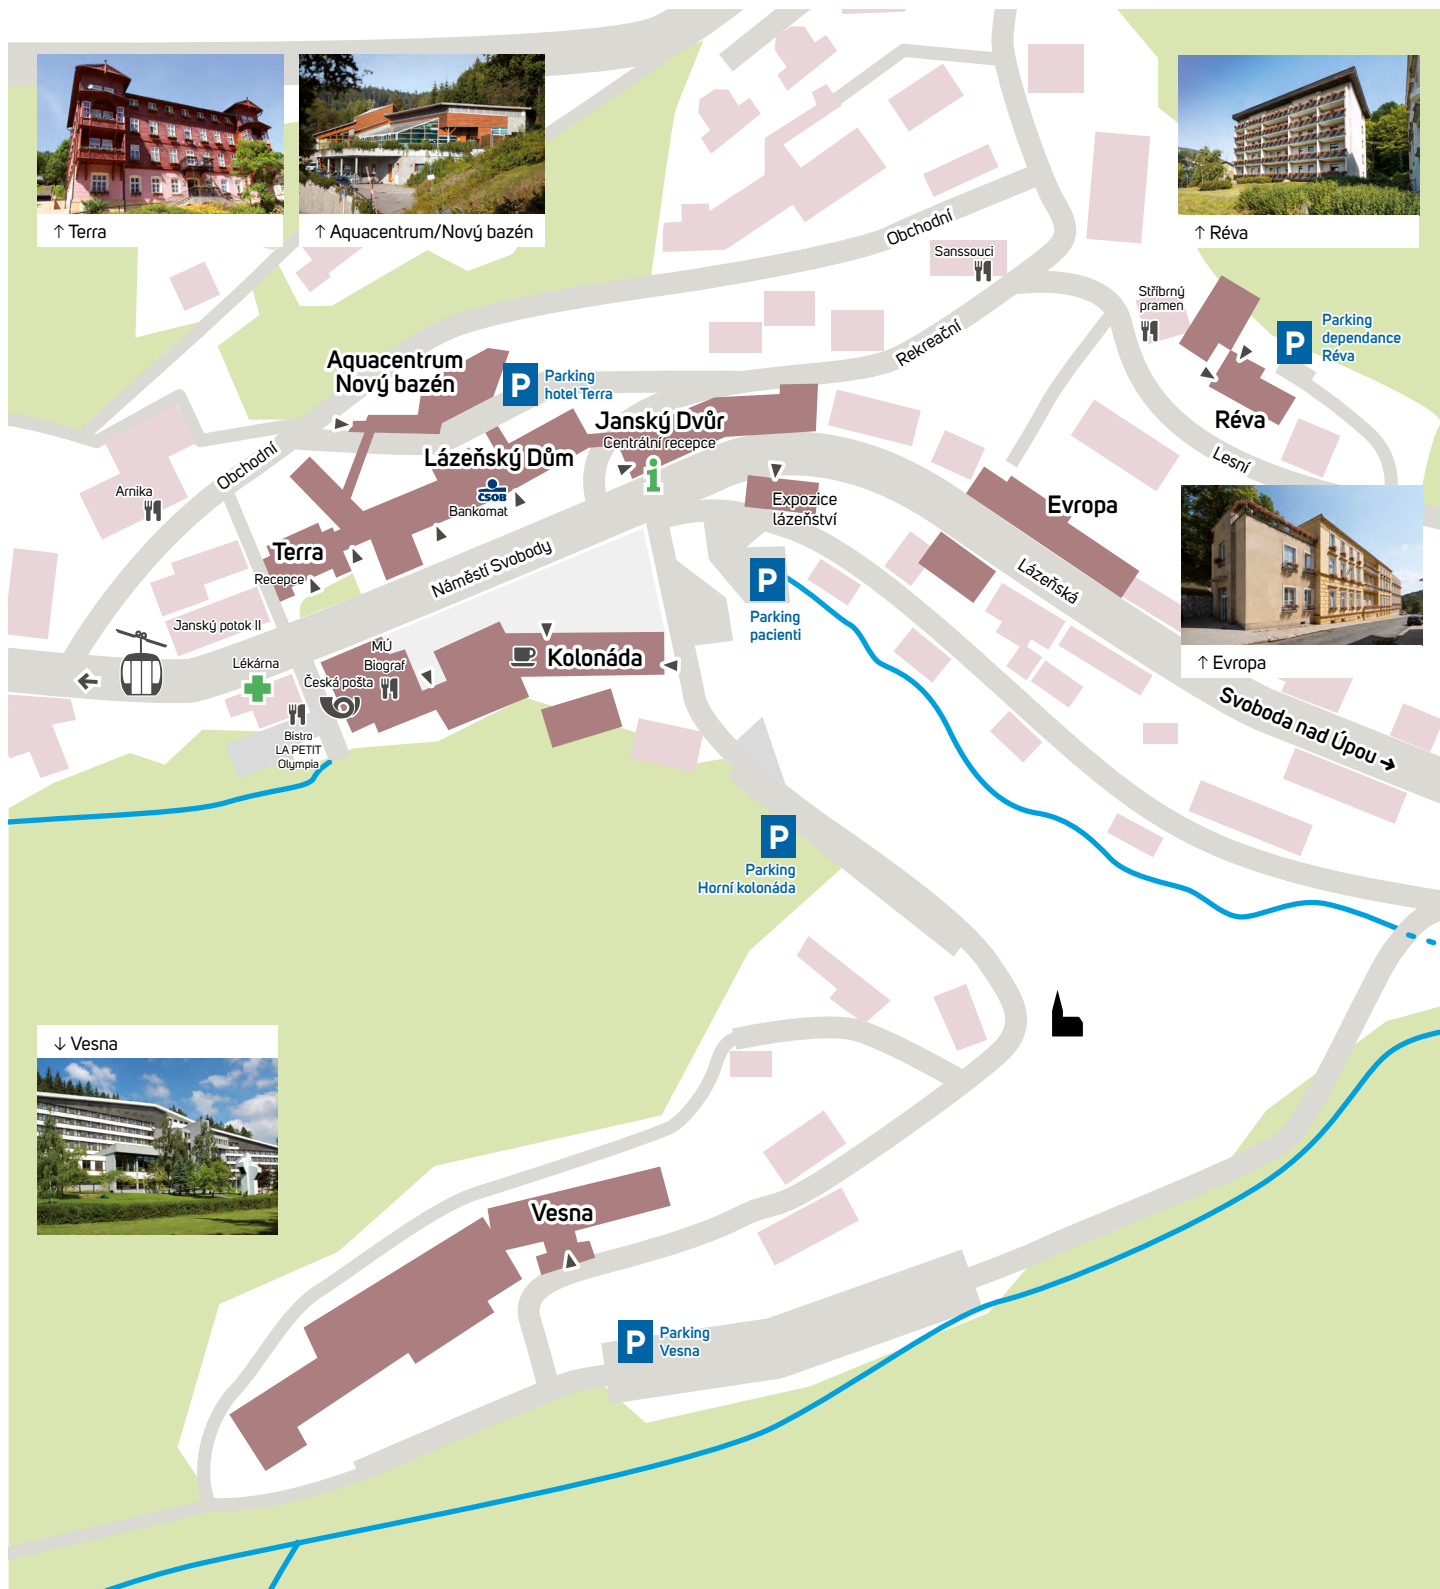 ↑ Terra
↑ Aquacentrum/Nový bazén
↑ Réva
Obchodní
Sanssouci
Stříbrný
pramen
P
Parking
dependance
Réva
Rekreační
Aquacentrum
Nový bazén
P
Parking
hotel Terra
Janský Dvůr
Centrální recepce
i
Réva
Lázeňský Dům
Obchodní
Lesní
Arnika
ČSOB
Bankomat
Expozice
lázeňství
Evropa
Terra
Recepce
Náměstí Svobody
Lázeňská
P
Parking
pacienti
Janský potok II
MÚ
Biograf
Kolonáda
Lékárna
Česká pošta
↑ Evropa
Bistro
LA PETIT
Olympia
Svoboda nad Úpou →
P
Parking
Horní kolonáda
↓ Vesna
Vesna
P
Parking
Vesna